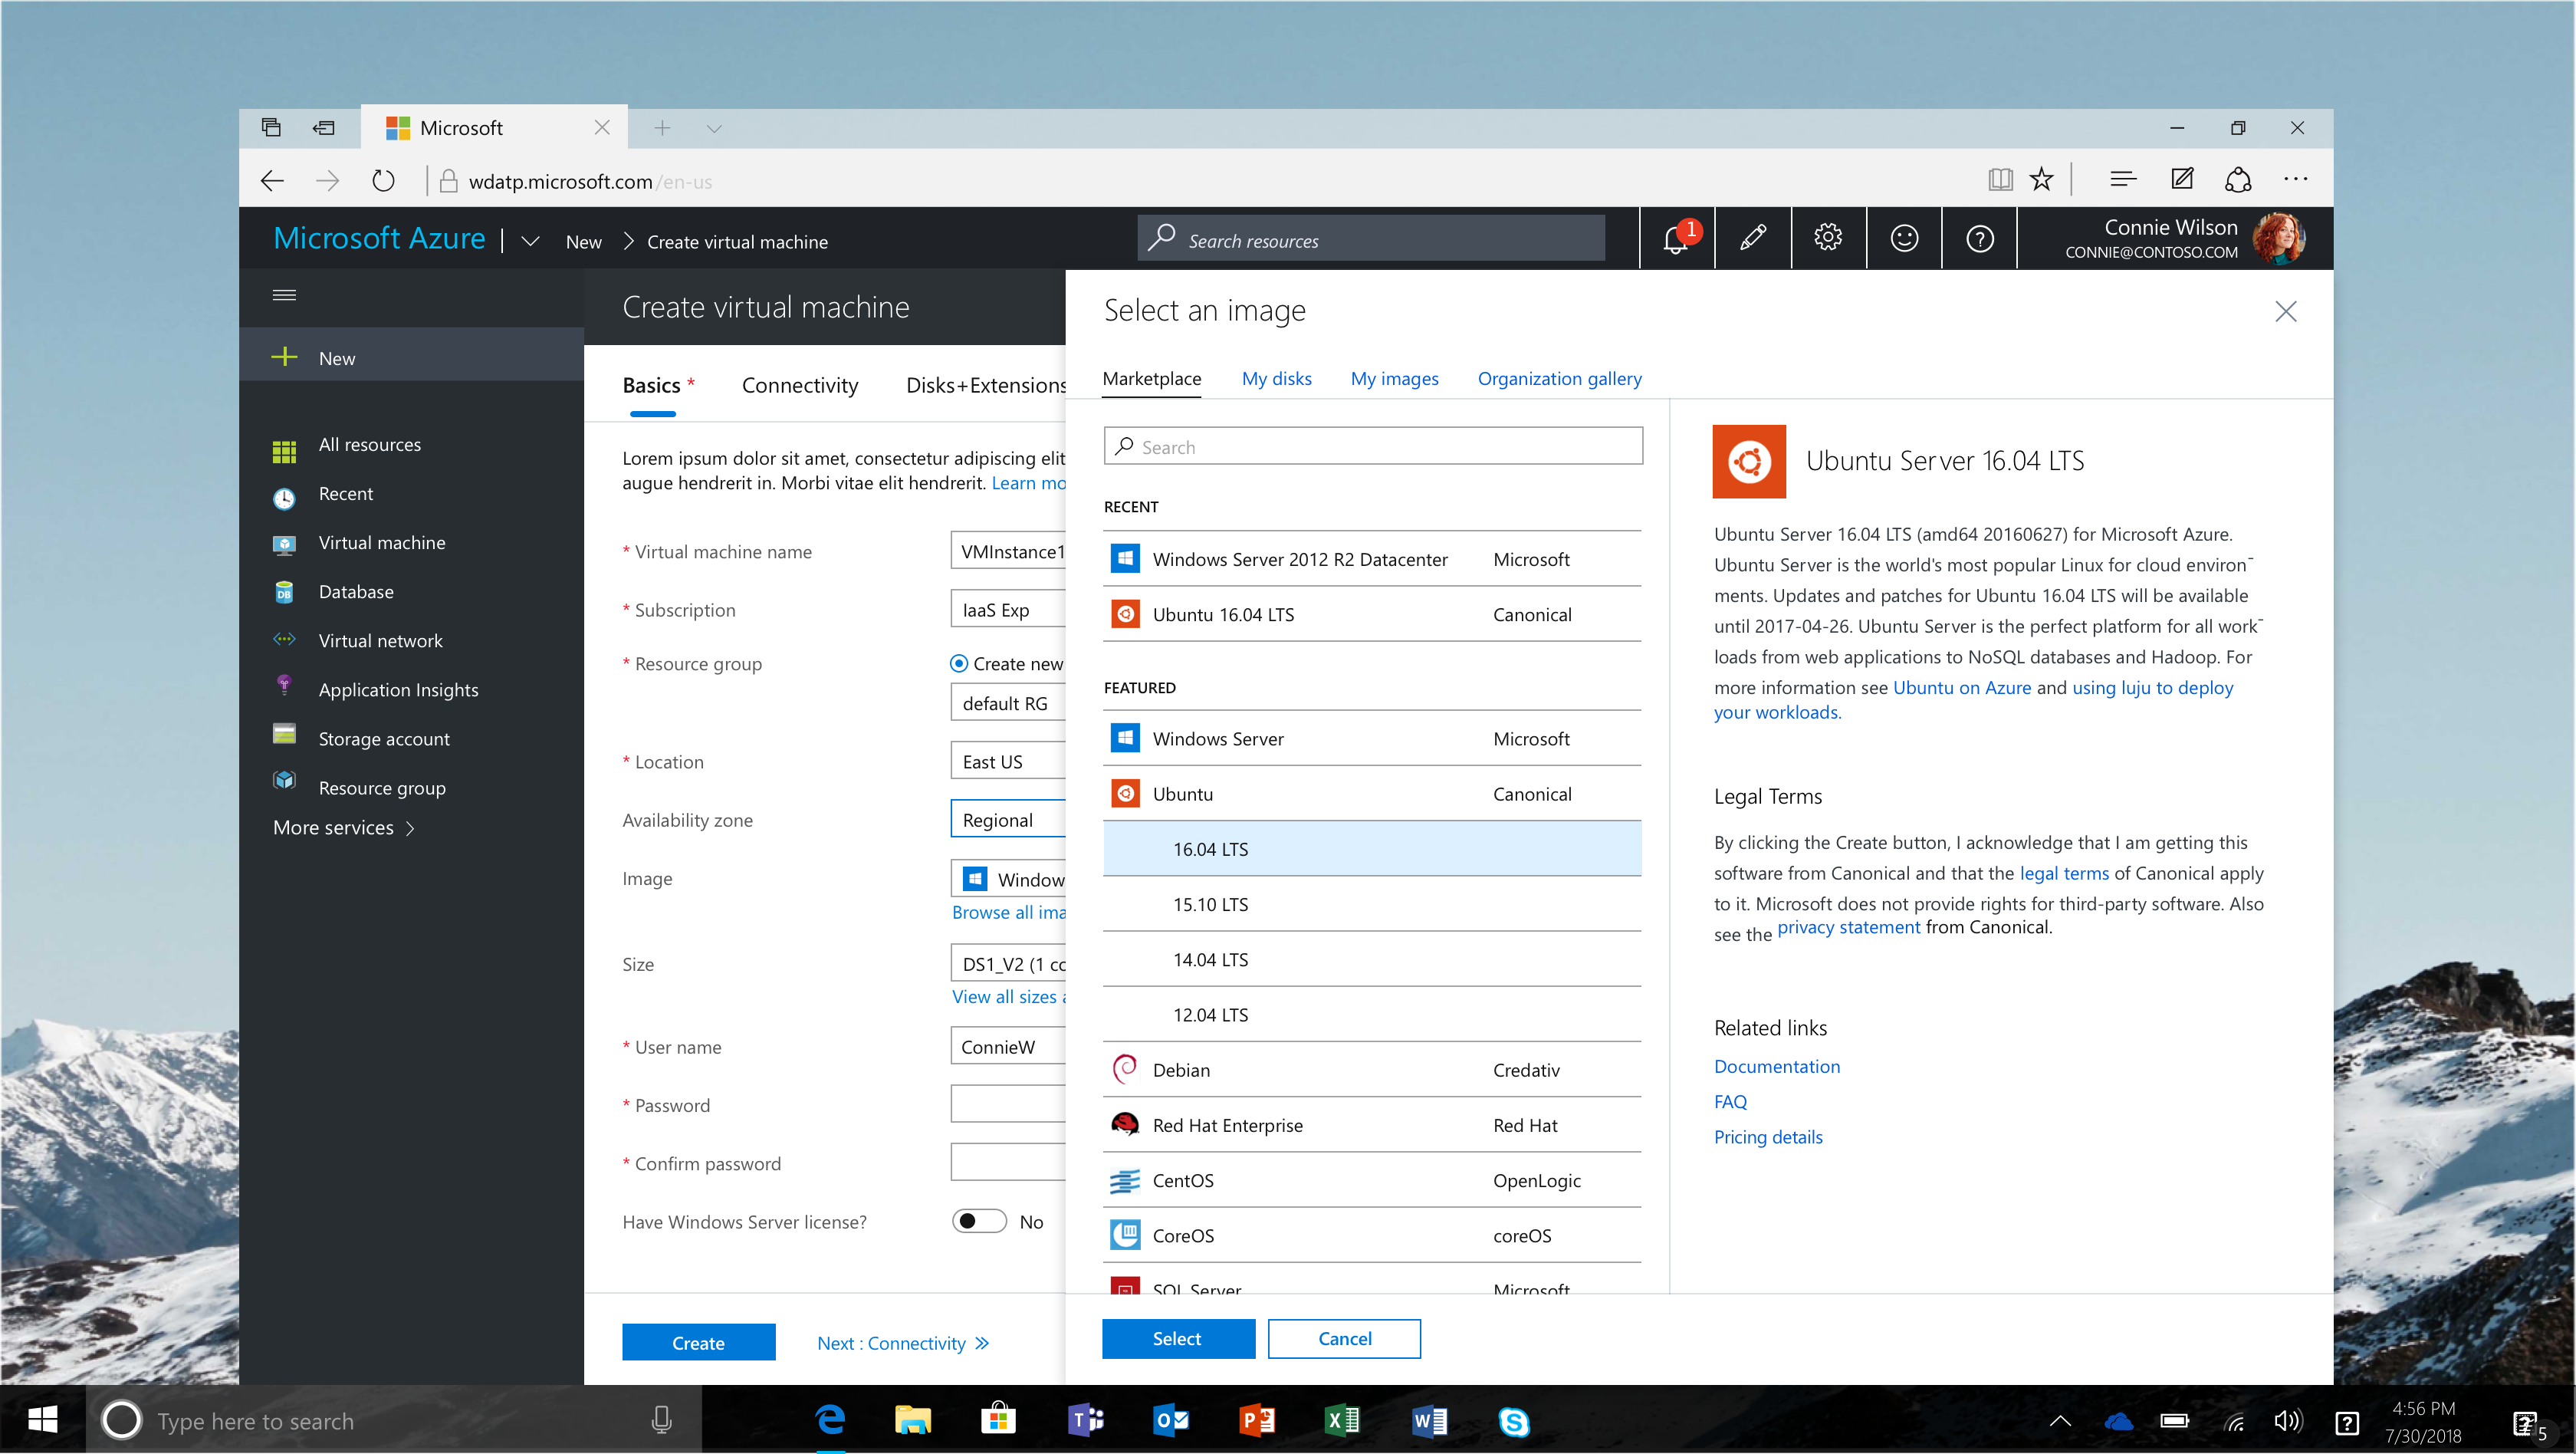 Microsoft
wdatp.microsoft.com/en-us
Microsoft Azure
New
Create virtual machine
Search resources
1
Connie Wilson
CONNIE@CONTOSO.COM
New
All resources
Recent
Virtual machine
DB
Database
Virtual network
Application Insights
Storage account
Resource group
More services
Create virtual machine
Basics *
Connectivity
Disks+Extensions
Lorem ipsum dolor sit amet, consectetur adipiscing elit
augue hendrerit in. Morbi vitae elit hendrerit. Learn mo
* Virtual machine name
VMInstance1
* Subscription
IaaS Exp
* Resource group
Create new
default RG
* Location
East US
Availability zone
Regional
Image
Window
Browse all ima
Size
DS1_V2 (1 co
View all sizes a
* User name
ConnieW
* Password
* Confirm password
Have Windows Server license?
No
Create
Next : Connectivity
Select an image
Marketplace
My disks
My images
Organization gallery
Search
RECENT
Windows Server 2012 R2 Datacenter
Microsoft
Ubuntu 16.04 LTS
Canonical
FEATURED
Windows Server
Microsoft
Ubuntu
Canonical
16.04 LTS
15.10 LTS
14.04 LTS
12.04 LTS
Debian
Credativ
Red Hat Enterprise
Red Hat
CentOS
OpenLogic
CoreOS
coreOS
SQL Server
Microsoft
Select
Cancel
Ubuntu Server 16.04 LTS
Ubuntu Server 16.04 LTS (amd64 20160627) for Microsoft Azure.
Ubuntu Server is the world's most popular Linux for cloud environ-
ments. Updates and patches for Ubuntu 16.04 LTS will be available
until 2017-04-26. Ubuntu Server is the perfect platform for all work-
loads from web applications to NoSQL databases and Hadoop. For
more information see Ubuntu on Azure and using luju to deploy
your workloads.
Legal Terms
By clicking the Create button, I acknowledge that I am getting this
software from Canonical and that the legal terms of Canonical apply
to it. Microsoft does not provide rights for third-party software. Also
see the privacy statement from Canonical.
Related links
Documentation
FAQ
Pricing details
Type here to search
4:56 PM
7/30/2018
5